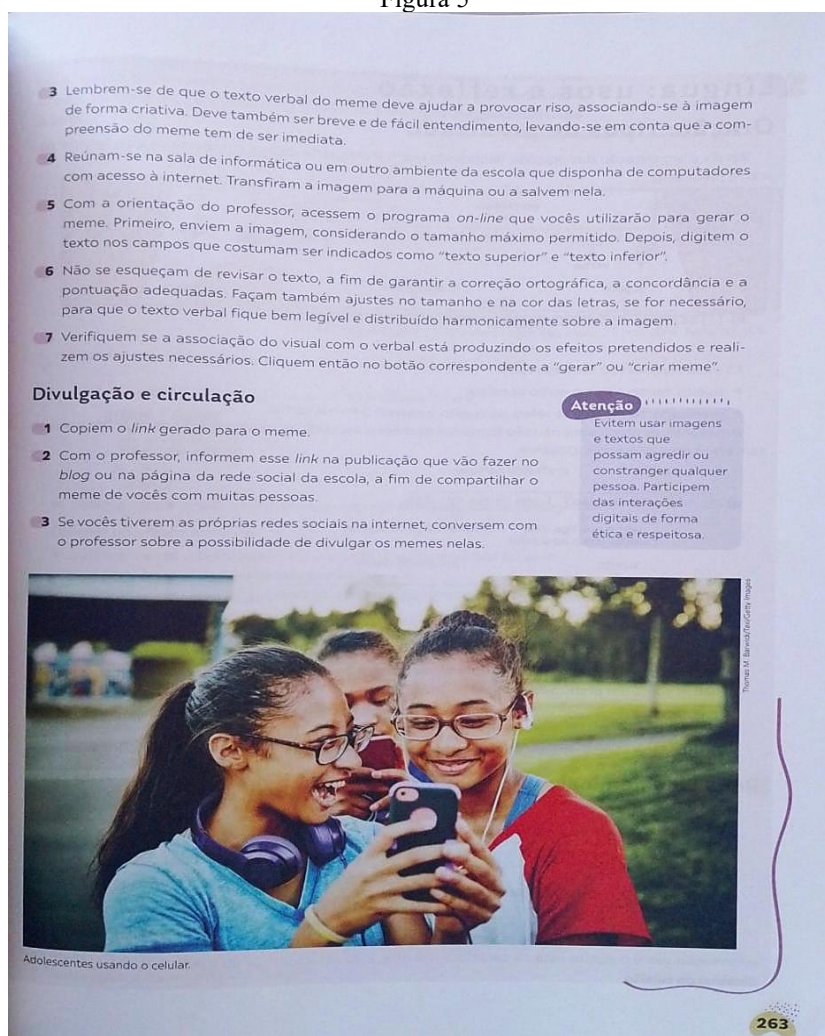 Figura 5
3 Lembrem-se de que o texto verbal do meme deve ajudar a provocar riso, associando-se à imagem
de forma criativa. Deve também ser breve e de fácil entendimento, levando-se em conta que a com-
preensão do meme tem de ser imediata.
4 Reúnam-se na sala de informática ou em outro ambiente da escola que disponha de computadores
com acesso à internet. Transfiram a imagem para a máquina ou a salvem nela.
5 Com a orientação do professor, acessem o programa on-line que vocês utilizarão para gerar o
meme. Primeiro, enviem a imagem, considerando o tamanho máximo permitido. Depois, digitem o
texto nos campos que costumam ser indicados como "texto superior" e "texto inferior".
6 Não se esqueçam de revisar o texto, a fim de garantir a correção ortográfica, a concordância e a
pontuação adequadas. Façam também ajustes no tamanho e na cor das letras, se for necessário,
para que o texto verbal fique bem legível e distribuído harmonicamente sobre a imagem.
7 Verifiquem se a associação do visual com o verbal está produzindo os efeitos pretendidos e reali-
zem os ajustes necessários. Cliquem então no botão correspondente a "gerar" ou "criar meme".
Divulgação e circulação
1 Copiem o link gerado para o meme.
2 Com o professor, informem esse link na publicação que vão fazer no
blog ou na página da rede social da escola, a fim de compartilhar o
meme de vocês com muitas pessoas.
3 Se vocês tiverem as próprias redes sociais na internet, conversem com
o professor sobre a possibilidade de divulgar os memes nelas.
Atenção
Evitem usar imagens
e textos que
possam agredir ou
constranger qualquer
pessoa. Participem
das interações
digitais de forma
ética e respeitosa.
Thomas M. Barwick/Taxi/Getty Images
Adolescentes usando o celular.
263